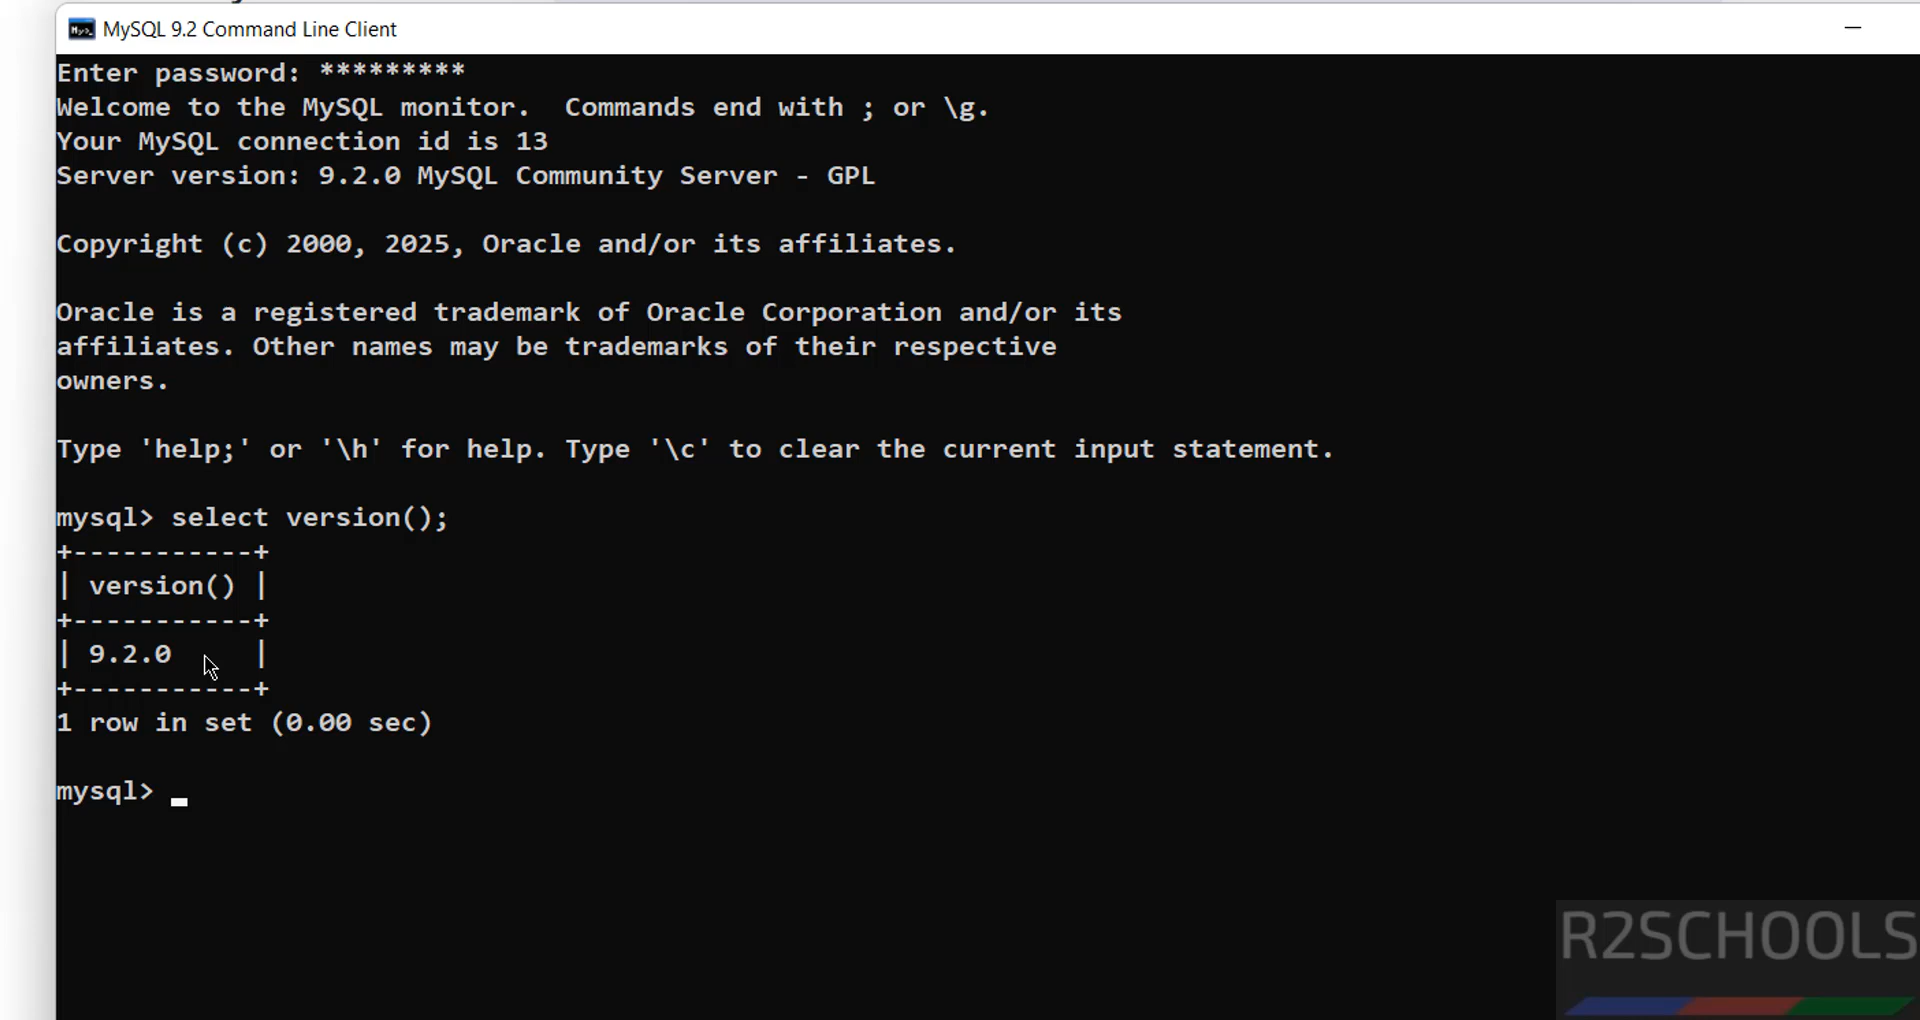 MySQL 9.2 Command Line Client
Enter password: *********
Welcome to the MySQL monitor.  Commands end with ; or \g.
Your MySQL connection id is 13
Server version: 9.2.0 MySQL Community Server - GPL
Copyright (c) 2000, 2025, Oracle and/or its affiliates.
Oracle is a registered trademark of Oracle Corporation and/or its
affiliates. Other names may be trademarks of their respective
owners.
Type 'help;' or '\h' for help. Type '\c' to clear the current input statement.
mysql> select version();
+-----------+
| version() |
+-----------+
| 9.2.0     |
+-----------+
1 row in set (0.00 sec)
mysql>
R2SCHOOLS